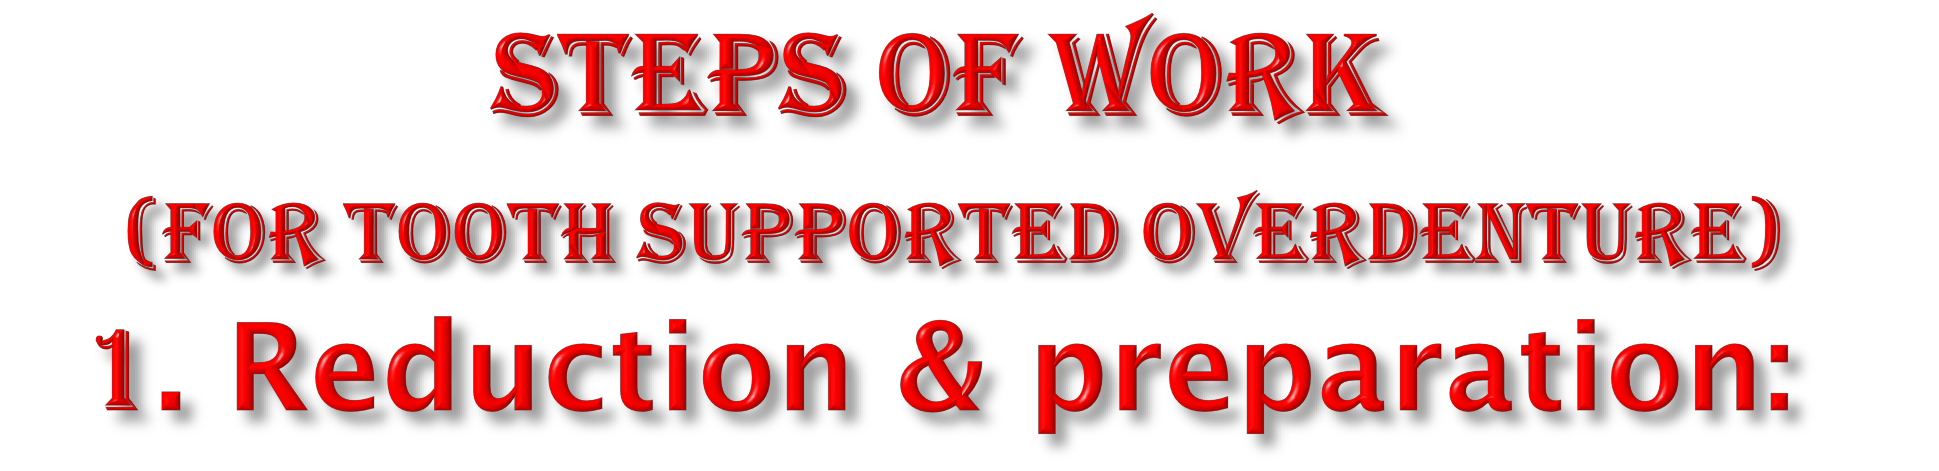 STEPS OF WORK
(FOR TOOTH SUPPORTED OVERDENTURE)
1. Reduction & preparation: